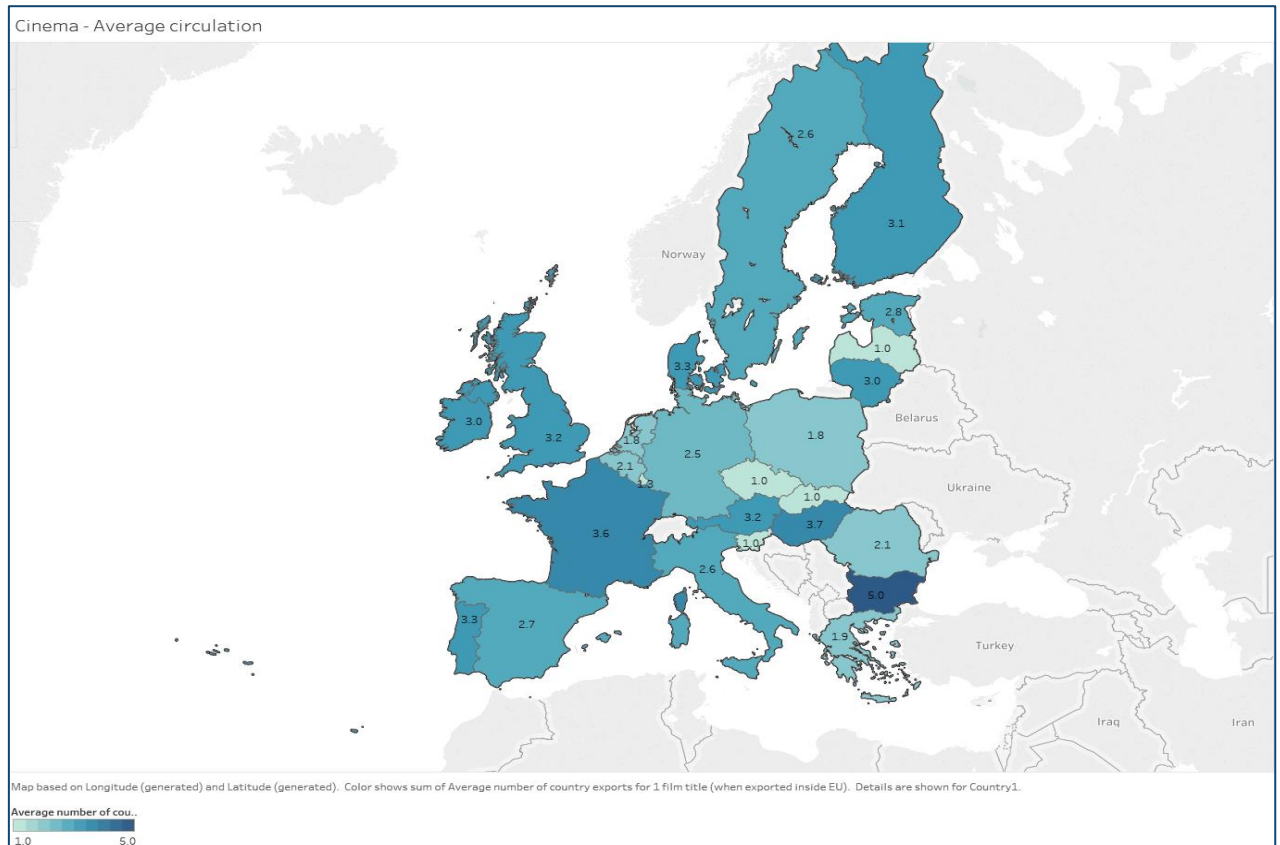 Cinema - Average circulation
2.6
3.1
Norway
2.8
1.0
3.3
3.0
Belarus
3.0
3.2
1.8
1.8
2.5
2.1
1.3
1.0
Ukraine
1.0
3.2
3.7
3.6
1.0
2.1
2.6
5.0
3.3
2.7
1.9
Turkey
Iraq
Iran
Map based on Longitude (generated) and Latitude (generated). Color shows sum of Average number of country exports for 1 film title (when exported inside EU). Details are shown for Country1.
Average number of cou..
1.0 5.0